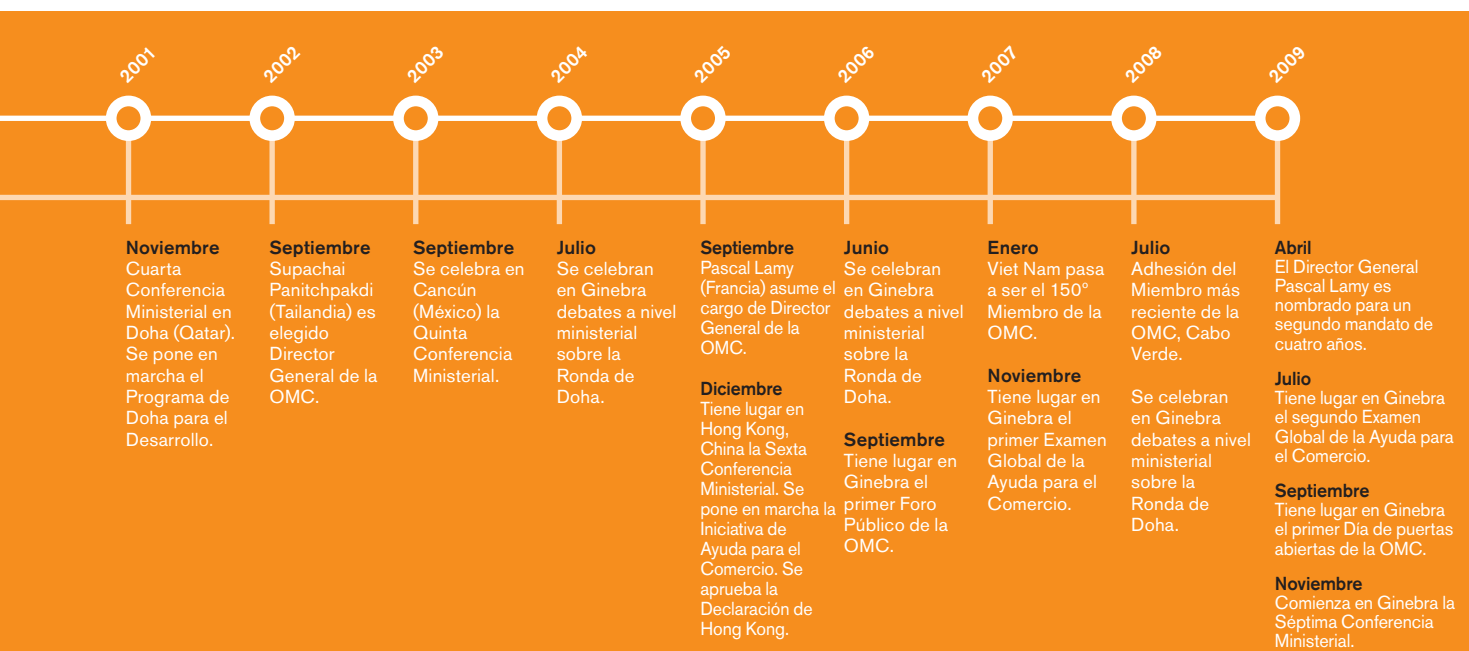 2001
2002
2003
2004
2005
2006
2007
2008
2009
Noviembre
Cuarta
Conferencia
Ministerial en
Doha (Qatar).
Se pone en
marcha el
Programa de
Doha para el
Desarrollo.
Septiembre
Supachai
Panitchpakdi
(Tailandia) es
elegido
Director
General de la
OMC.
Septiembre
Se celebra en
Cancún
(México) la
Quinta
Conferencia
Ministerial.
Julio
Se celebran
en Ginebra
debates a nivel
ministerial
sobre la
Ronda de
Doha.
Septiembre
Pascal Lamy
(Francia) asume el
cargo de Director
General de la
OMC.
Diciembre
Tiene lugar en
Hong Kong,
China la Sexta
Conferencia
Ministerial. Se
pone en marcha la
Iniciativa de
Ayuda para el
Comercio. Se
aprueba la
Declaración de
Hong Kong.
Junio
Se celebran
en Ginebra
debates a nivel
ministerial
sobre la
Ronda de
Doha.
Septiembre
Tiene lugar en
Ginebra el
primer Foro
Público de la
OMC.
Enero
Viet Nam pasa
a ser el 150°
Miembro de la
OMC.
Noviembre
Tiene lugar en
Ginebra el
primer Examen
Global de la
Ayuda para el
Comercio.
Julio
Adhesión del
Miembro más
reciente de la
OMC, Cabo
Verde.
Se celebran
en Ginebra
debates a nivel
ministerial
sobre la
Ronda de
Doha.
Abril
El Director General
Pascal Lamy es
nombrado para un
segundo mandato de
cuatro años.
Julio
Tiene lugar en Ginebra
el segundo Examen
Global de la Ayuda para
el Comercio.
Septiembre
Tiene lugar en Ginebra
el primer Día de puertas
abiertas de la OMC.
Noviembre
Comienza en Ginebra la
Séptima Conferencia
Ministerial.